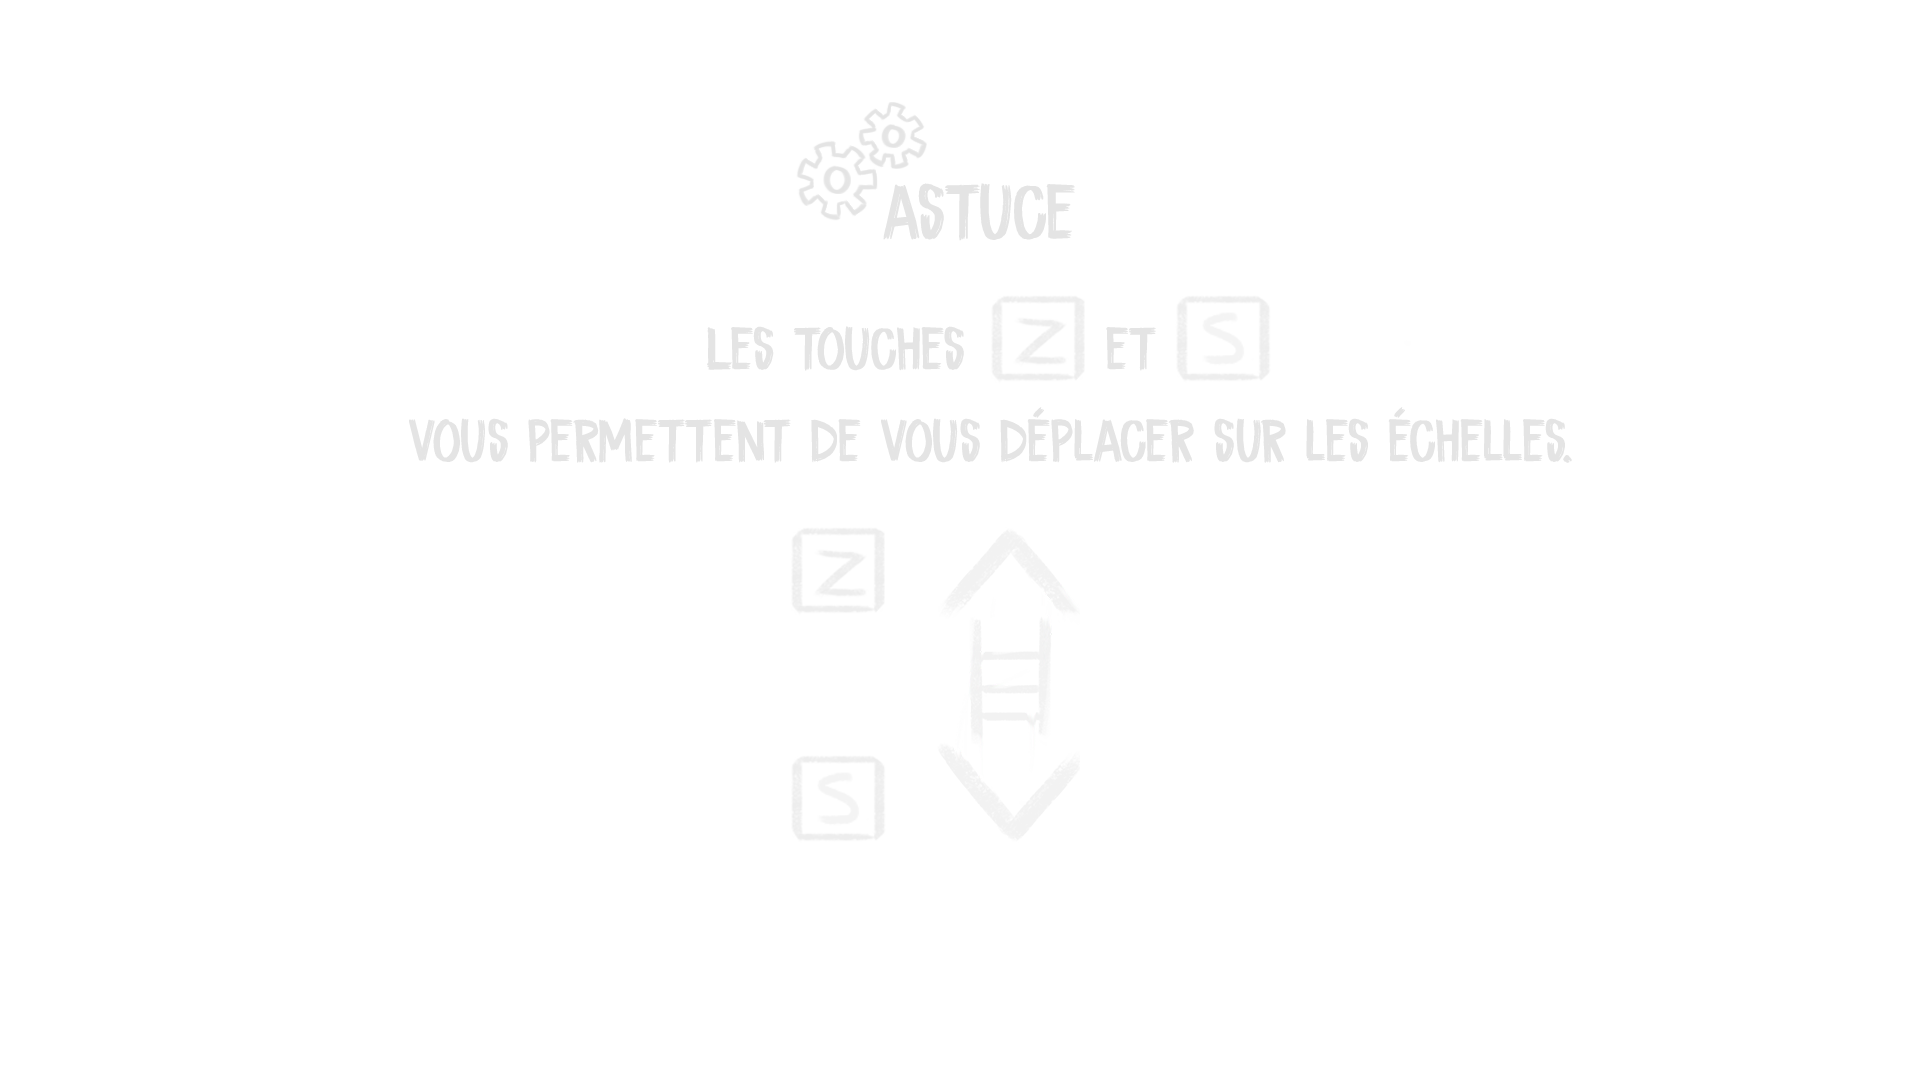 ASTUCE
LES TOUCHES Z ET S
VOUS PERMETTENT DE VOUS DÉPLACER SUR LES ÉCHELLES.
Z
S